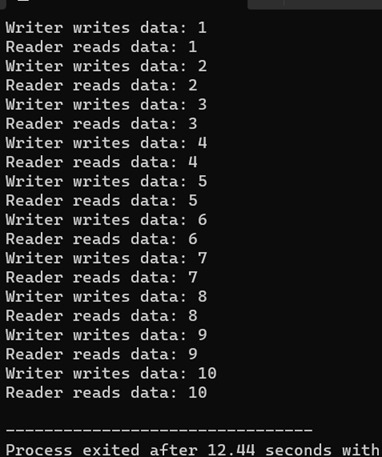 Writer writes data: 1
Reader reads data: 1
Writer writes data: 2
Reader reads data: 2
Writer writes data: 3
Reader reads data: 3
Writer writes data: 4
Reader reads data: 4
Writer writes data: 5
Reader reads data: 5
Writer writes data: 6
Reader reads data: 6
Writer writes data: 7
Reader reads data: 7
Writer writes data: 8
Reader reads data: 8
Writer writes data: 9
Reader reads data: 9
Writer writes data: 10
Reader reads data: 10
--------------------------------
Process exited after 12.44 seconds with